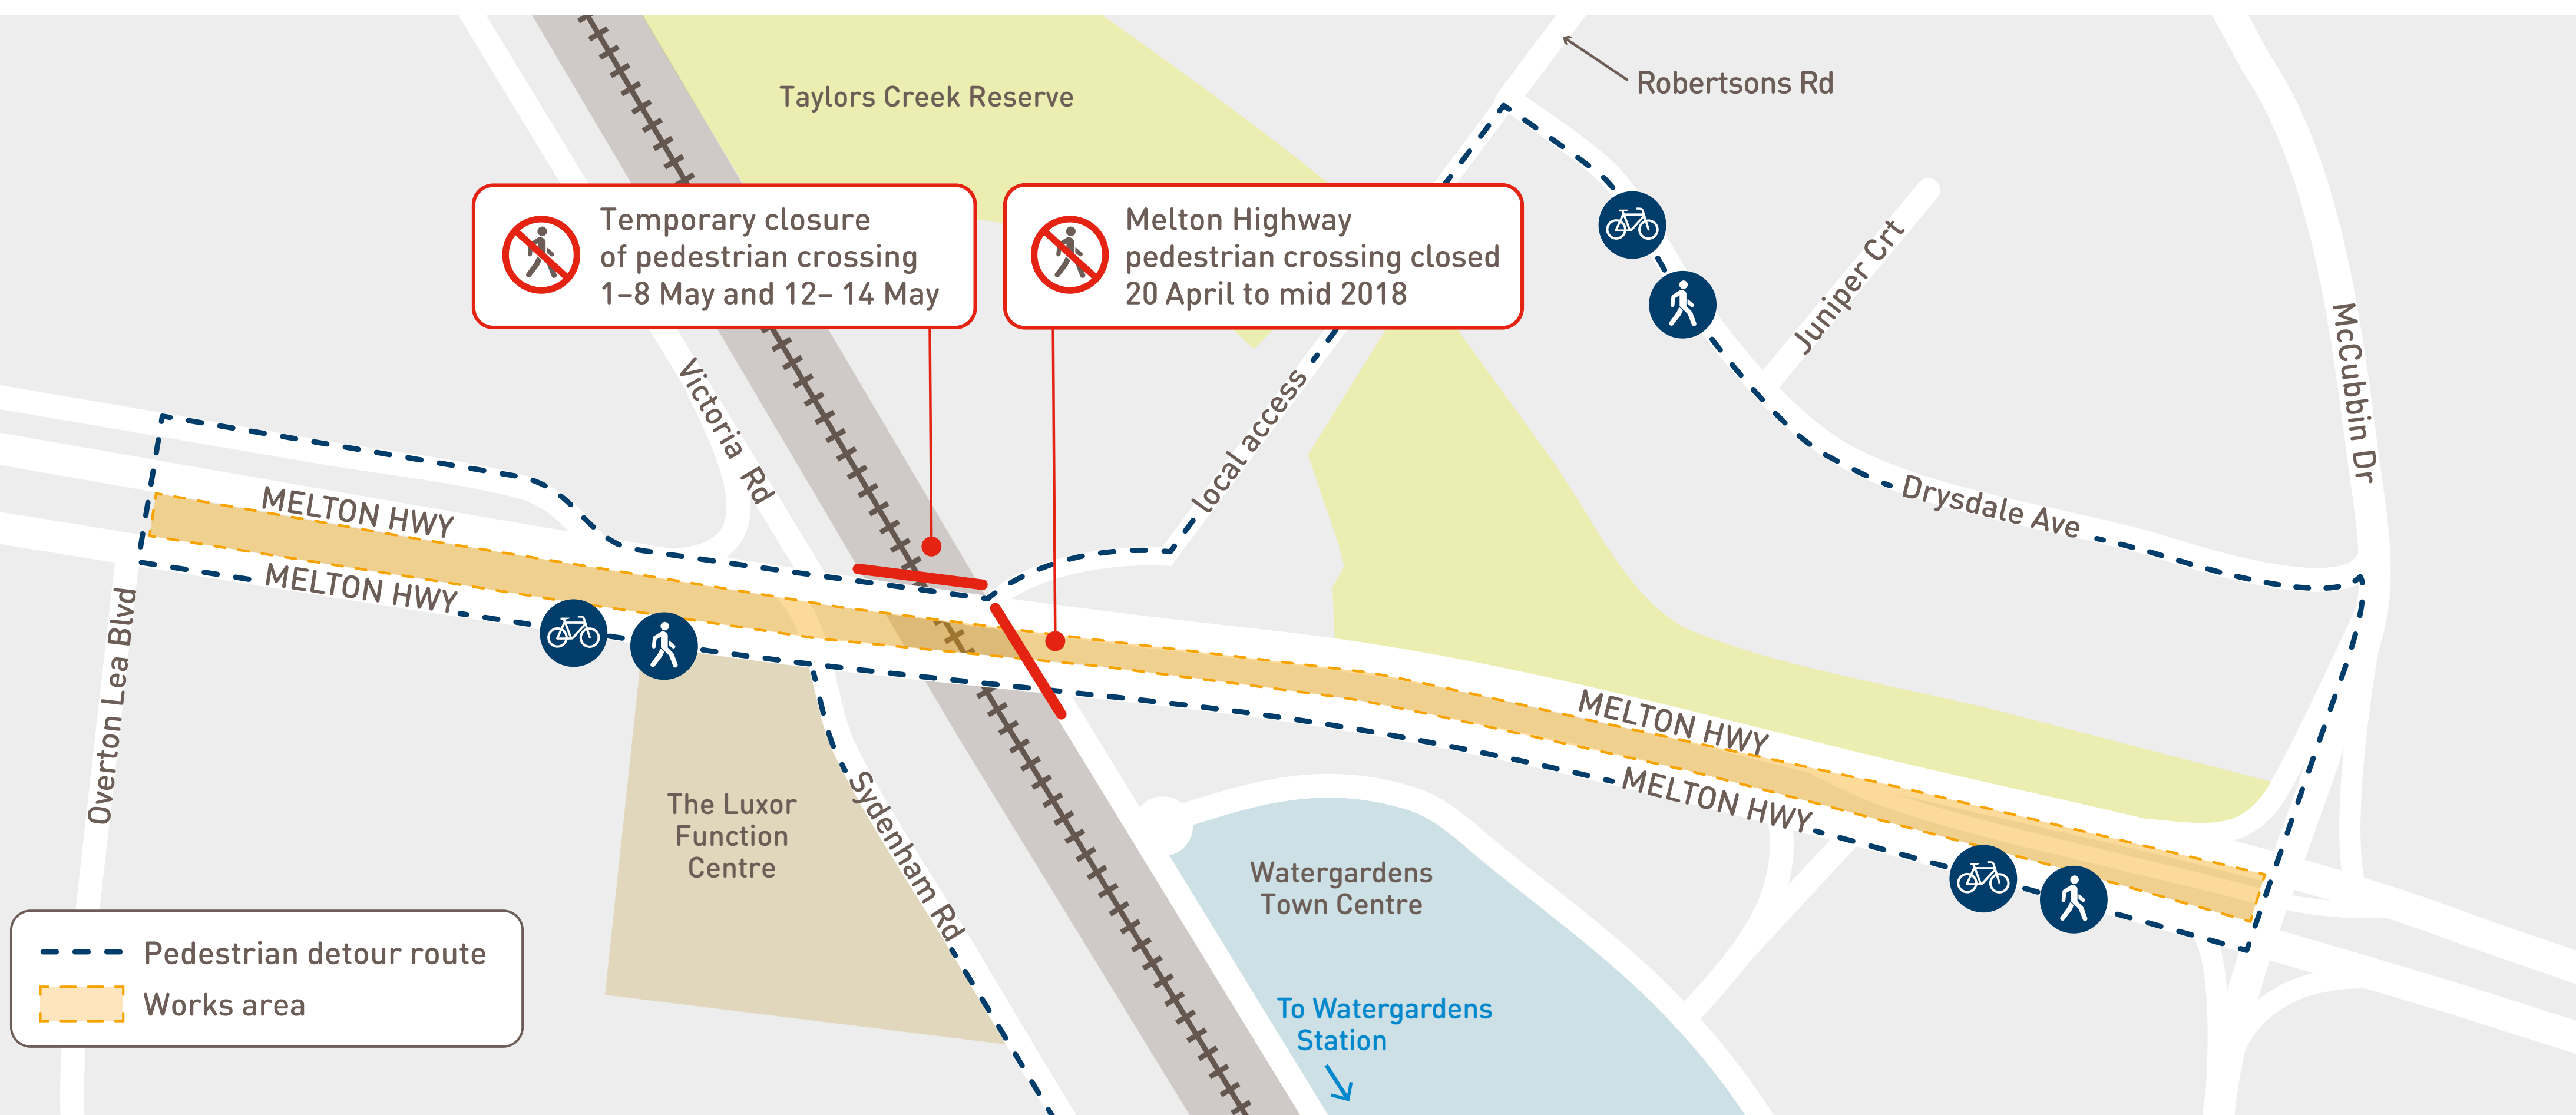 Taylors Creek Reserve
Robertsons Rd
Temporary closure
of pedestrian crossing
1–8 May and 12– 14 May
Melton Highway
pedestrian crossing closed
20 April to mid 2018
Juniper Crt
McCubbin Dr
Victoria Rd
local access
MELTON HWY
MELTON HWY
Drysdale Ave
Overton Lea Blvd
MELTON HWY
MELTON HWY
The Luxor
Function
Centre
Sydenham Rd
Watergardens
Town Centre
To Watergardens
Station
Pedestrian detour route
Works area